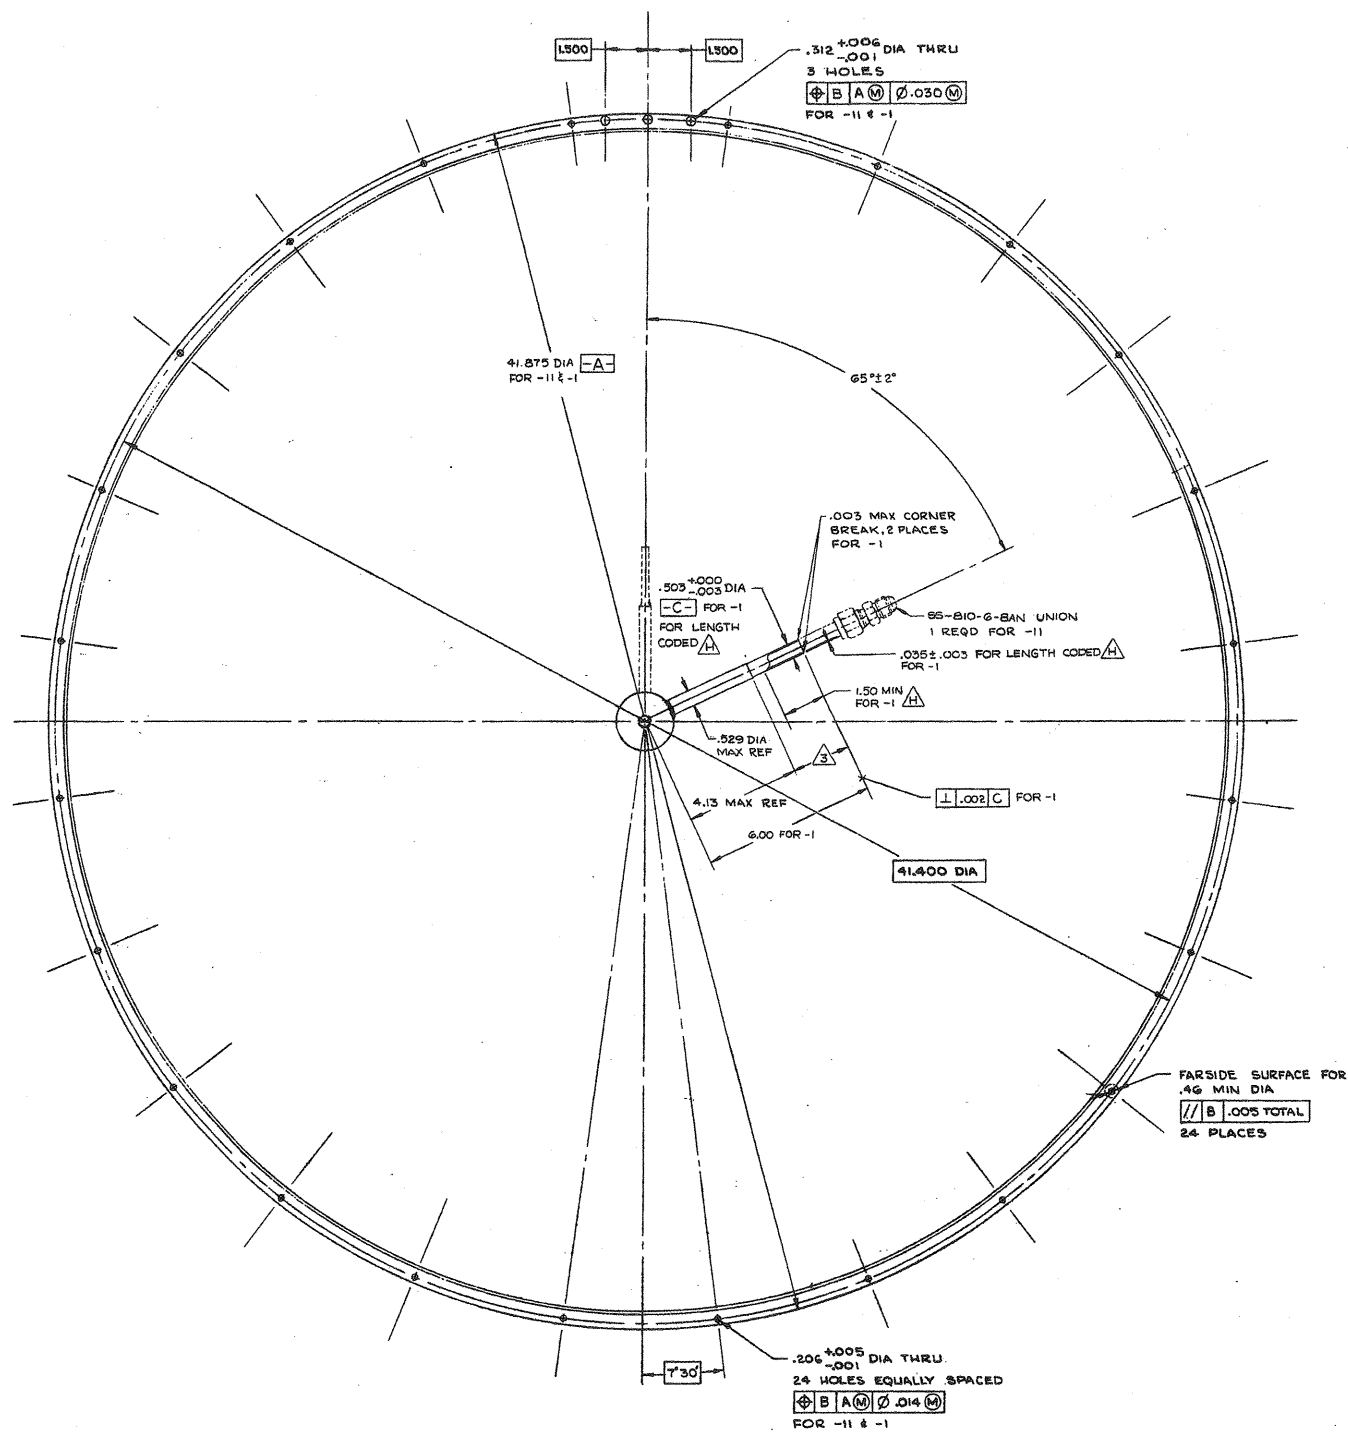 1.500
1.500
.312 +.006 -.001 DIA THRU
3 HOLES
⌖ B A Ⓜ Ø.030 Ⓜ
FOR -11 & -1
41.875 DIA -A-
FOR -11 & -1
65°±2°
.003 MAX CORNER
BREAK, 2 PLACES
FOR -1
.503 +.000 -.003 DIA
-C- FOR -1
FOR LENGTH
CODED H
SS-810-6-8AN UNION
1 REQD FOR -11
.035±.003 FOR LENGTH CODED H
FOR -1
1.50 MIN H
FOR -1
.529 DIA
MAX REF
3
4.13 MAX REF
⊥ .002 C FOR -1
6.00 FOR -1
41.400 DIA
FARSIDE SURFACE FOR
.46 MIN DIA
// B .005 TOTAL
24 PLACES
7°30'
.206 +.005 -.001 DIA THRU
24 HOLES EQUALLY SPACED
⌖ B A Ⓜ Ø .014 Ⓜ
FOR -11 & -1